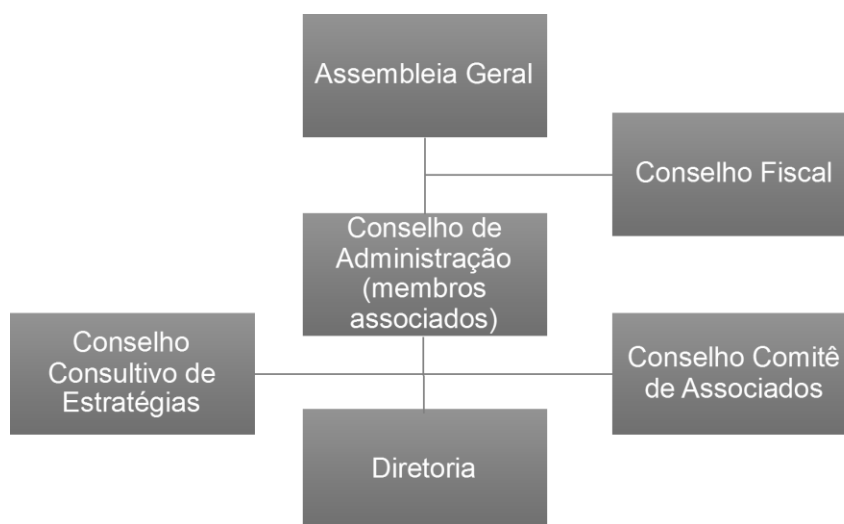 Assembleia Geral
Conselho Fiscal
Conselho de
Administração
(membros
associados)
Conselho
Consultivo de
Estratégias
Conselho Comitê
de Associados
Diretoria